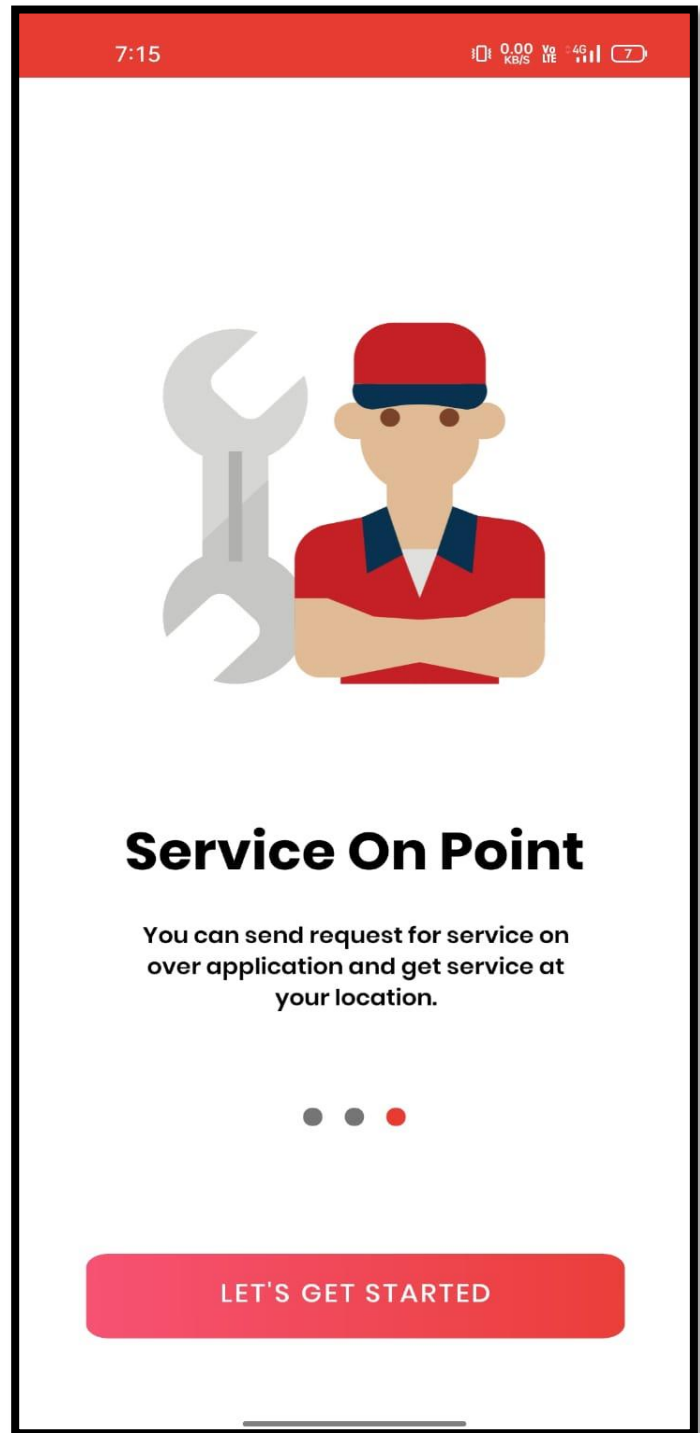 7:15 0.00 KB/S Vo LTE 4G 7
Service On Point
You can send request for service on
over application and get service at
your location.
LET'S GET STARTED